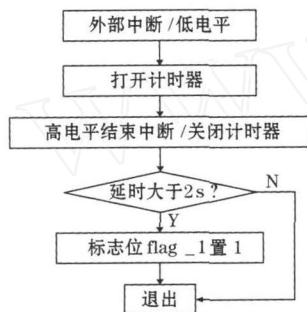 外部中断/低电平
打开计时器
高电平结束中断/关闭计时器
延时大于2s?
N
Y
标志位flag _1置1
退出